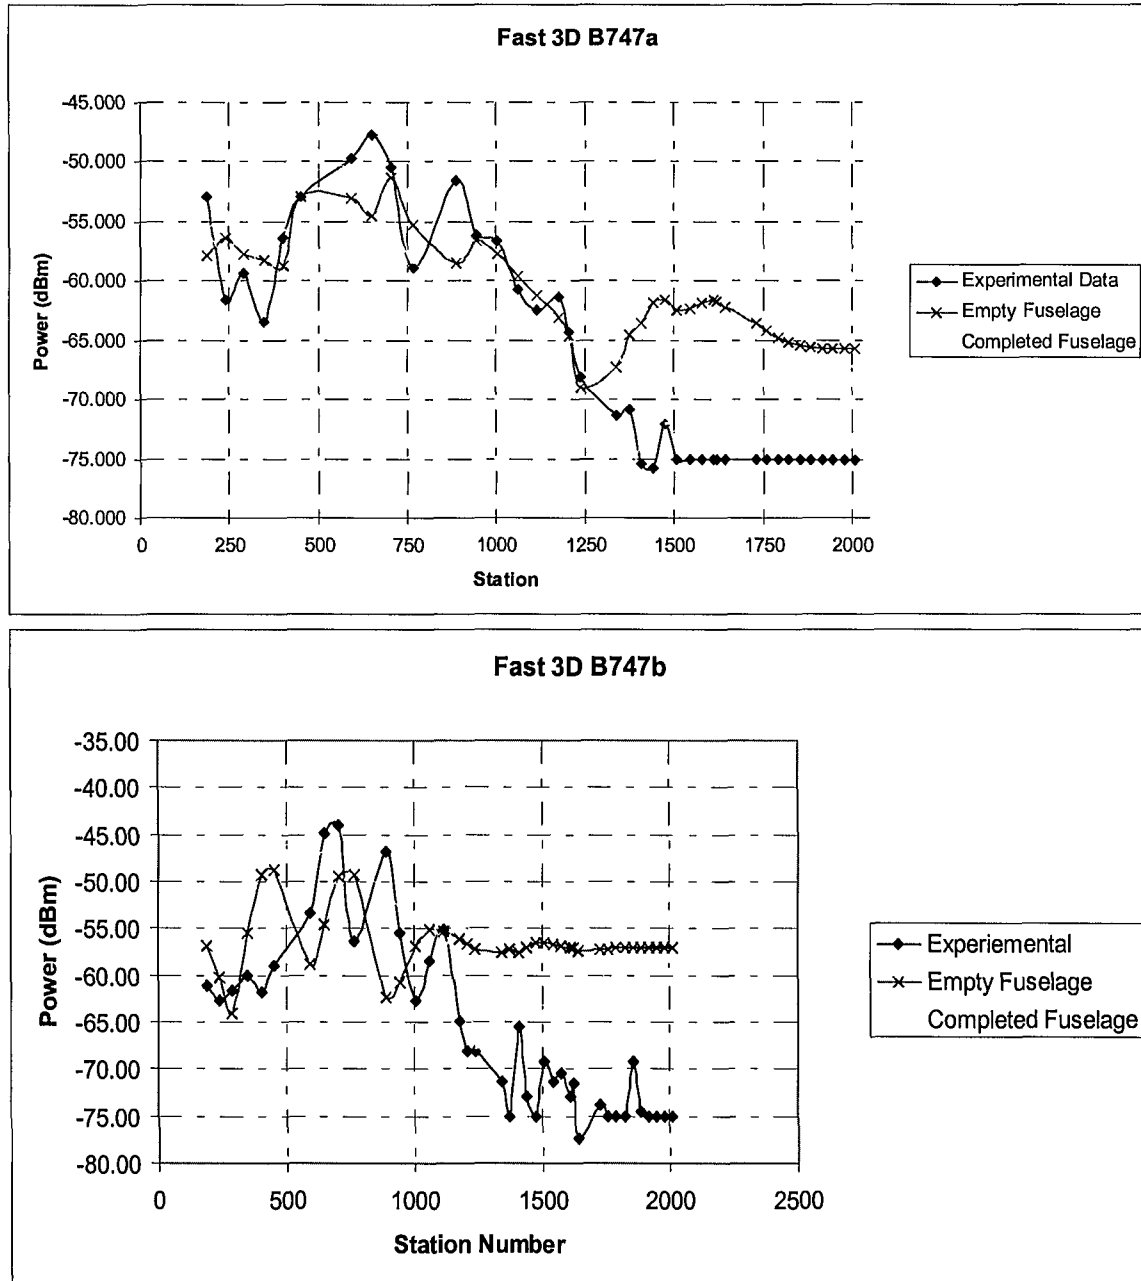 Fast 3D B747a
-45.000
-50.000
-55.000
-60.000
-65.000
-70.000
-75.000
-80.000
Power (dBm)
0 250 500 750 1000 1250 1500 1750 2000
Station
Experimental Data
Empty Fuselage
Completed Fuselage
Fast 3D B747b
-35.00
-40.00
-45.00
-50.00
-55.00
-60.00
-65.00
-70.00
-75.00
-80.00
Power (dBm)
0 500 1000 1500 2000 2500
Station Number
Experiemental
Empty Fuselage
Completed Fuselage